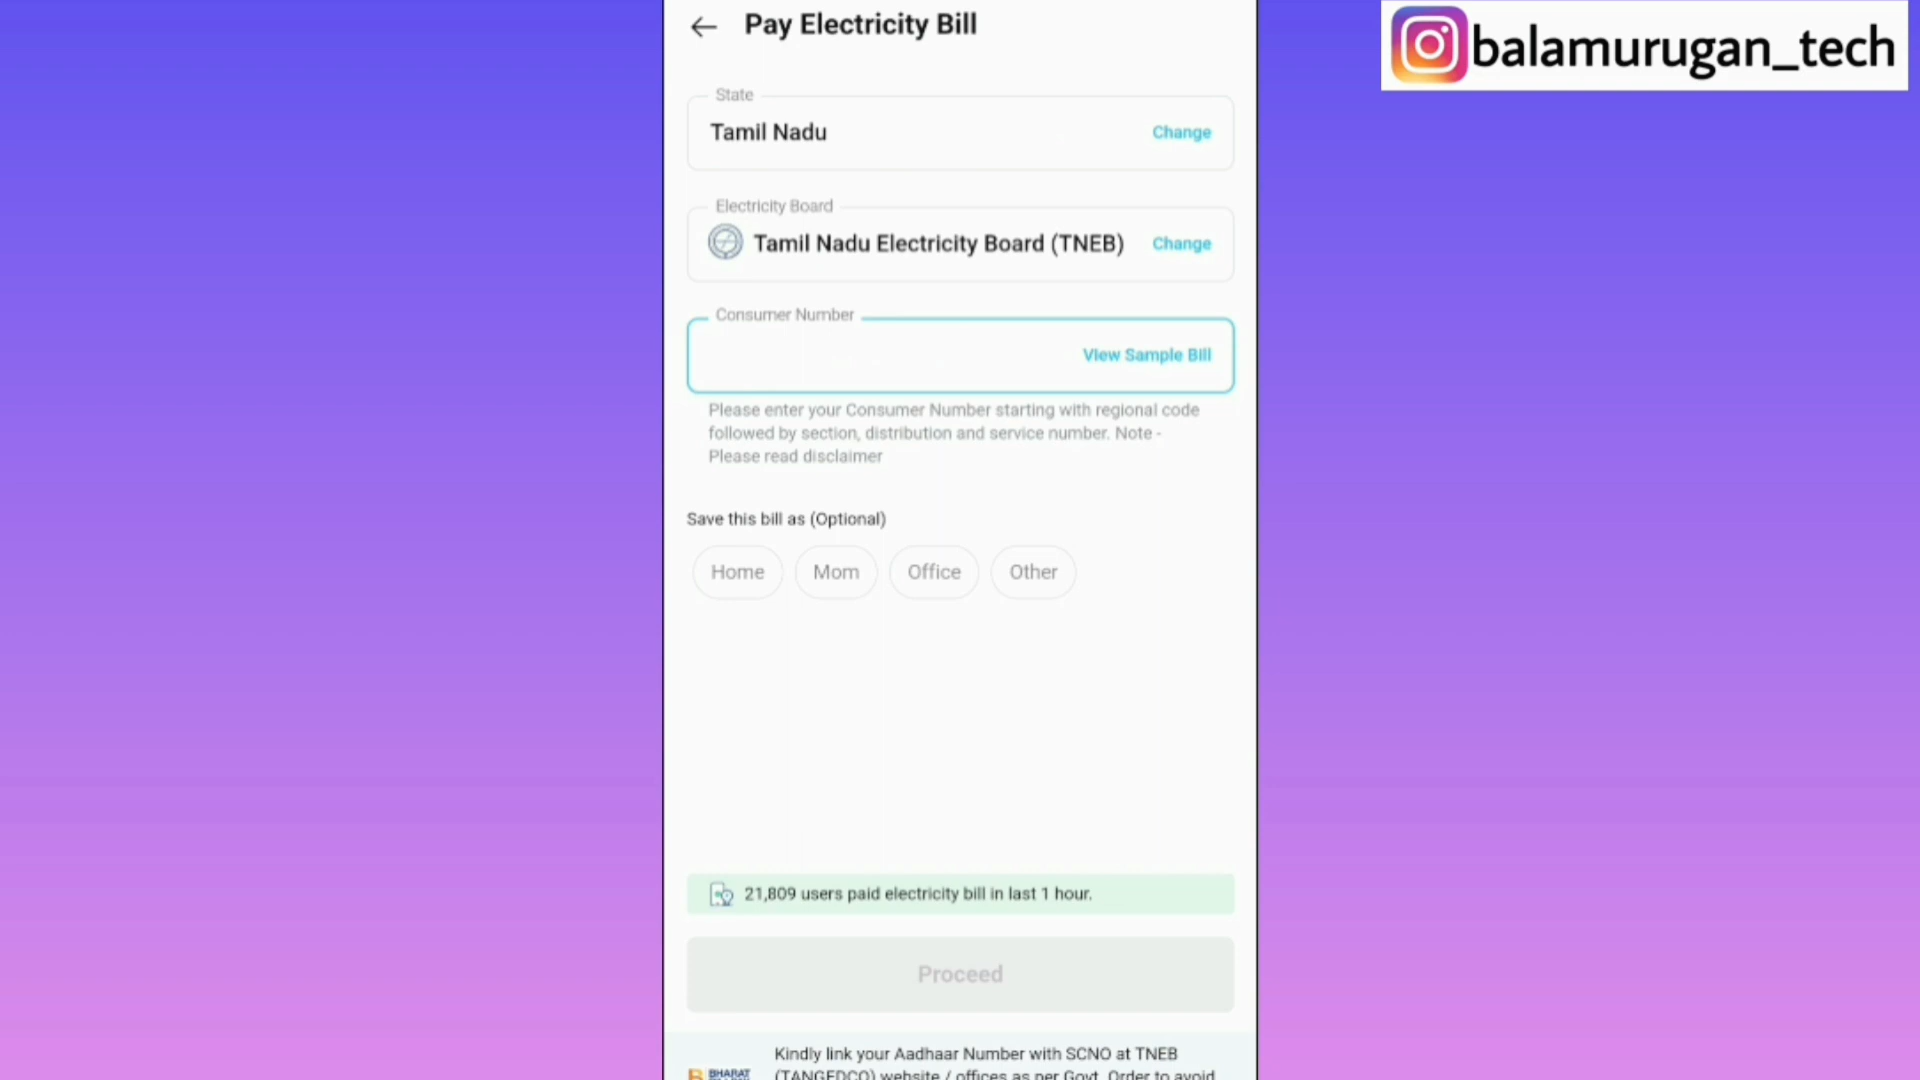 Pay Electricity Bill
balamurugan_tech
State
Tamil Nadu
Change
Electricity Board
Tamil Nadu Electricity Board (TNEB)
Change
Consumer Number
View Sample Bill
Please enter your Consumer Number starting with regional code
followed by section, distribution and service number. Note -
Please read disclaimer
Save this bill as (Optional)
Home Mom Office Other
21,809 users paid electricity bill in last 1 hour.
Proceed
Kindly link your Aadhaar Number with SCNO at TNEB
BHARAT
(TANGEDCO) website / offices as per Govt. Order to avoid